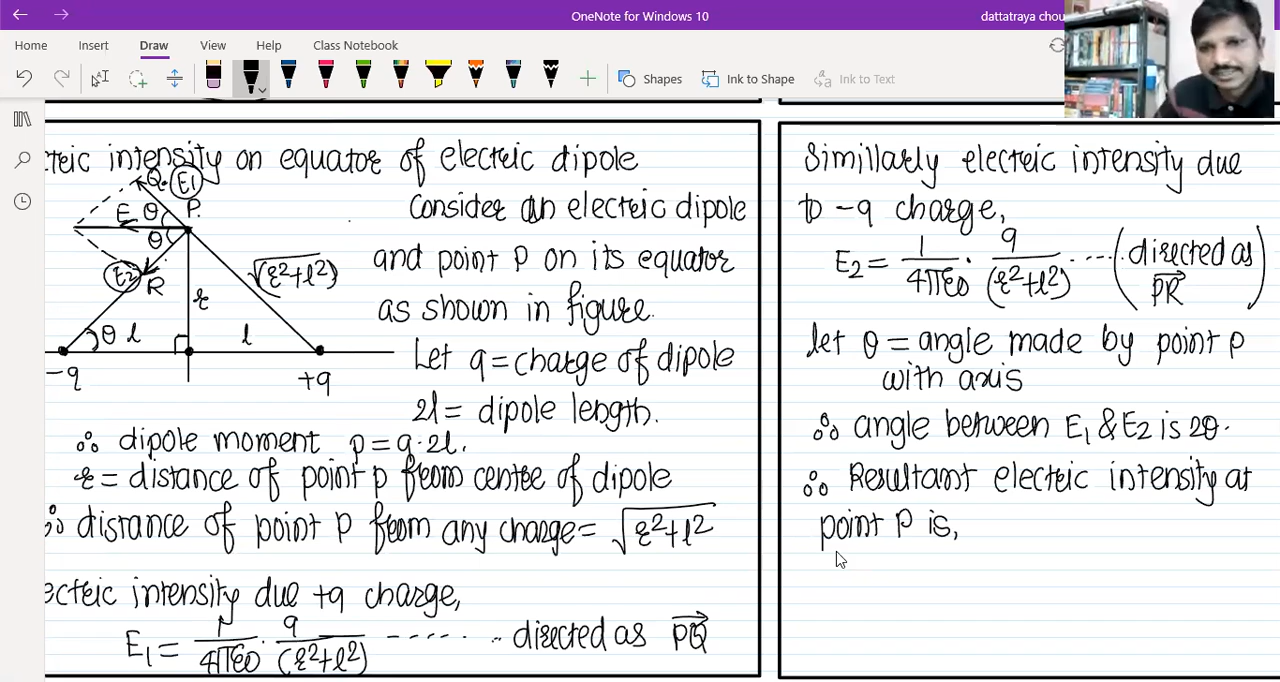 OneNote for Windows 10
dattatraya chou
Home Insert Draw View Help Class Notebook
Shapes Ink to Shape Ink to Text
ctric intensity on equator of electric dipole
Q. E1
P.
E θ
θ
E2
R
√(r²+l²)
r
θ l l
-q +q
Consider an electric dipole
and point P on its equator
as shown in figure.
Let q = charge of dipole
2l = dipole length.
∴ dipole moment p = q·2l.
r = distance of point p from centre of dipole
∴ distance of point P from any charge = √r²+l²
ectric intensity due +q charge,
E1 = 1/4πε0 · q/(r²+l²) ------ .. directed as PQ→
Simillarly electric intensity due
to -q charge,
E2 = 1/4πε0 · q/(r²+l²) ..... (directed as PR→)
let θ = angle made by point p
with axis
∴ angle between E1 & E2 is 2θ.
∴ Resultant electric intensity at
point P is,